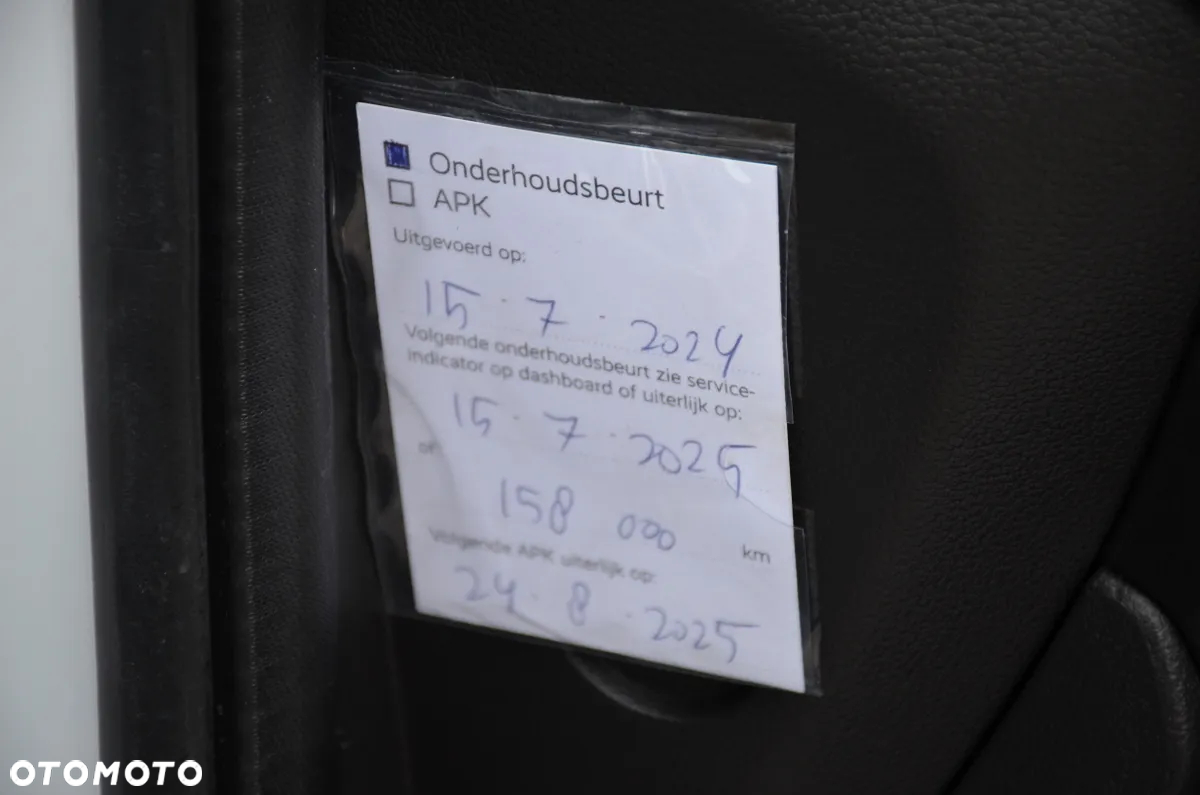 Onderhoudsbeurt
APK
Uitgevoerd op:
15 · 7 · 2024
Volgende onderhoudsbeurt zie service-
indicator op dashboard of uiterlijk op:
15 · 7 · 2025
of
158 000 km
Volgende APK uiterlijk op:
24 · 8 · 2025
OTOMOTO